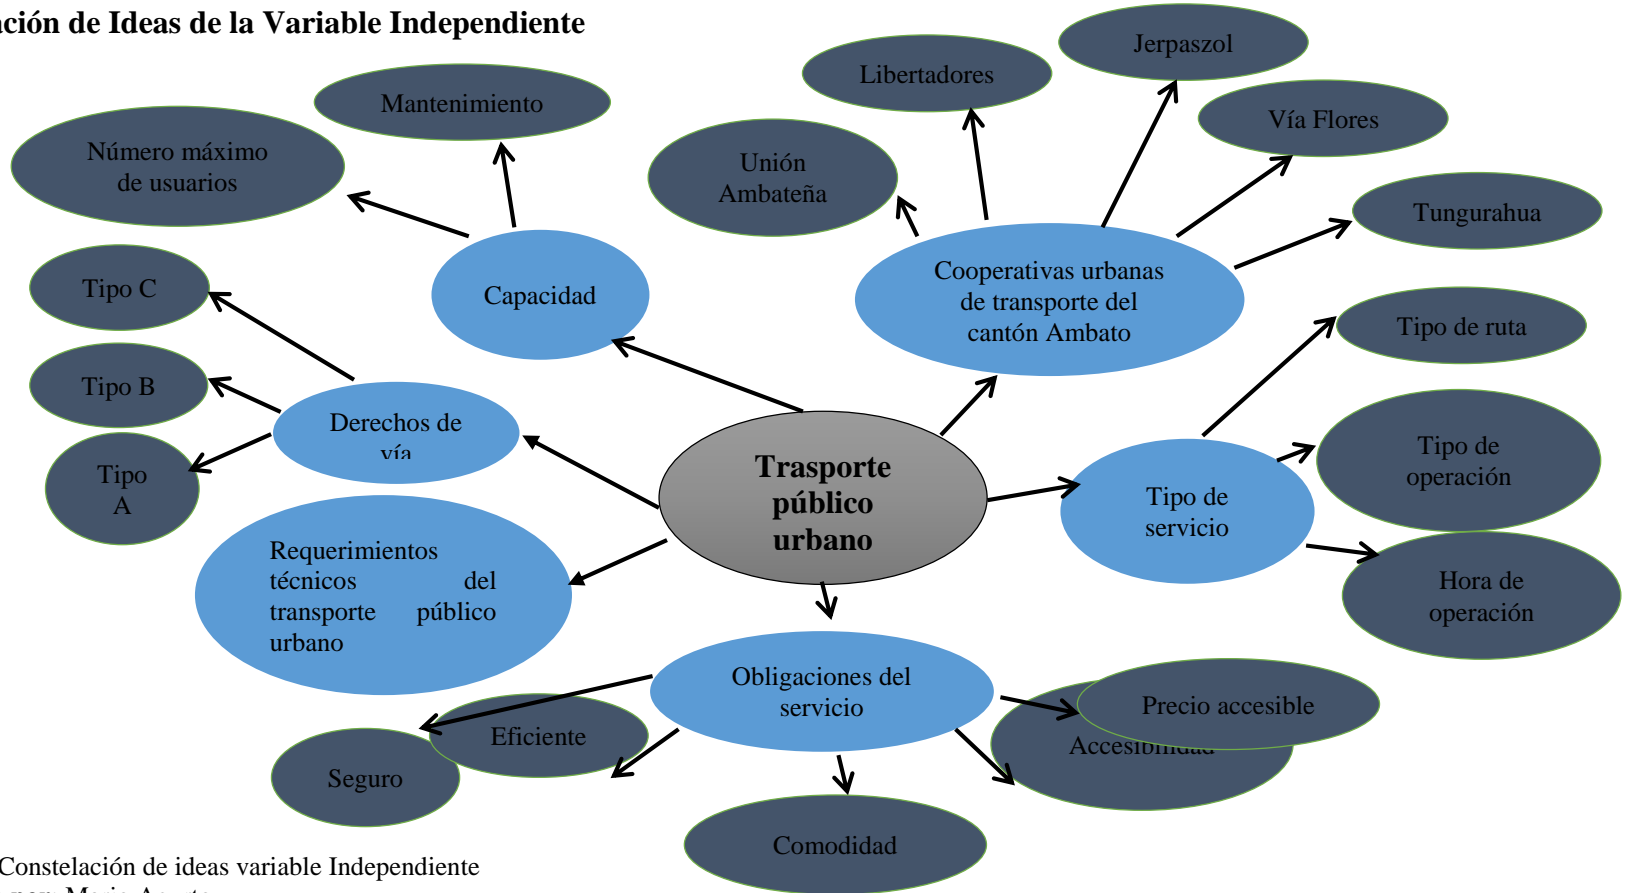 ación de Ideas de la Variable Independiente
Jerpaszol
Libertadores
Mantenimiento
Vía Flores
Número máximo
de usuarios
Unión
Ambateña
Tungurahua
Cooperativas urbanas
de transporte del
cantón Ambato
Tipo C
Capacidad
Tipo de ruta
Tipo B
Derechos de
vía
Tipo
A
Trasporte
público
urbano
Tipo de
operación
Tipo de
servicio
Requerimientos
técnicos del
transporte público
urbano
Hora de
operación
Obligaciones del
servicio
Precio accesible
Eficiente
Accesibilidad
Seguro
Comodidad
Constelación de ideas variable Independiente